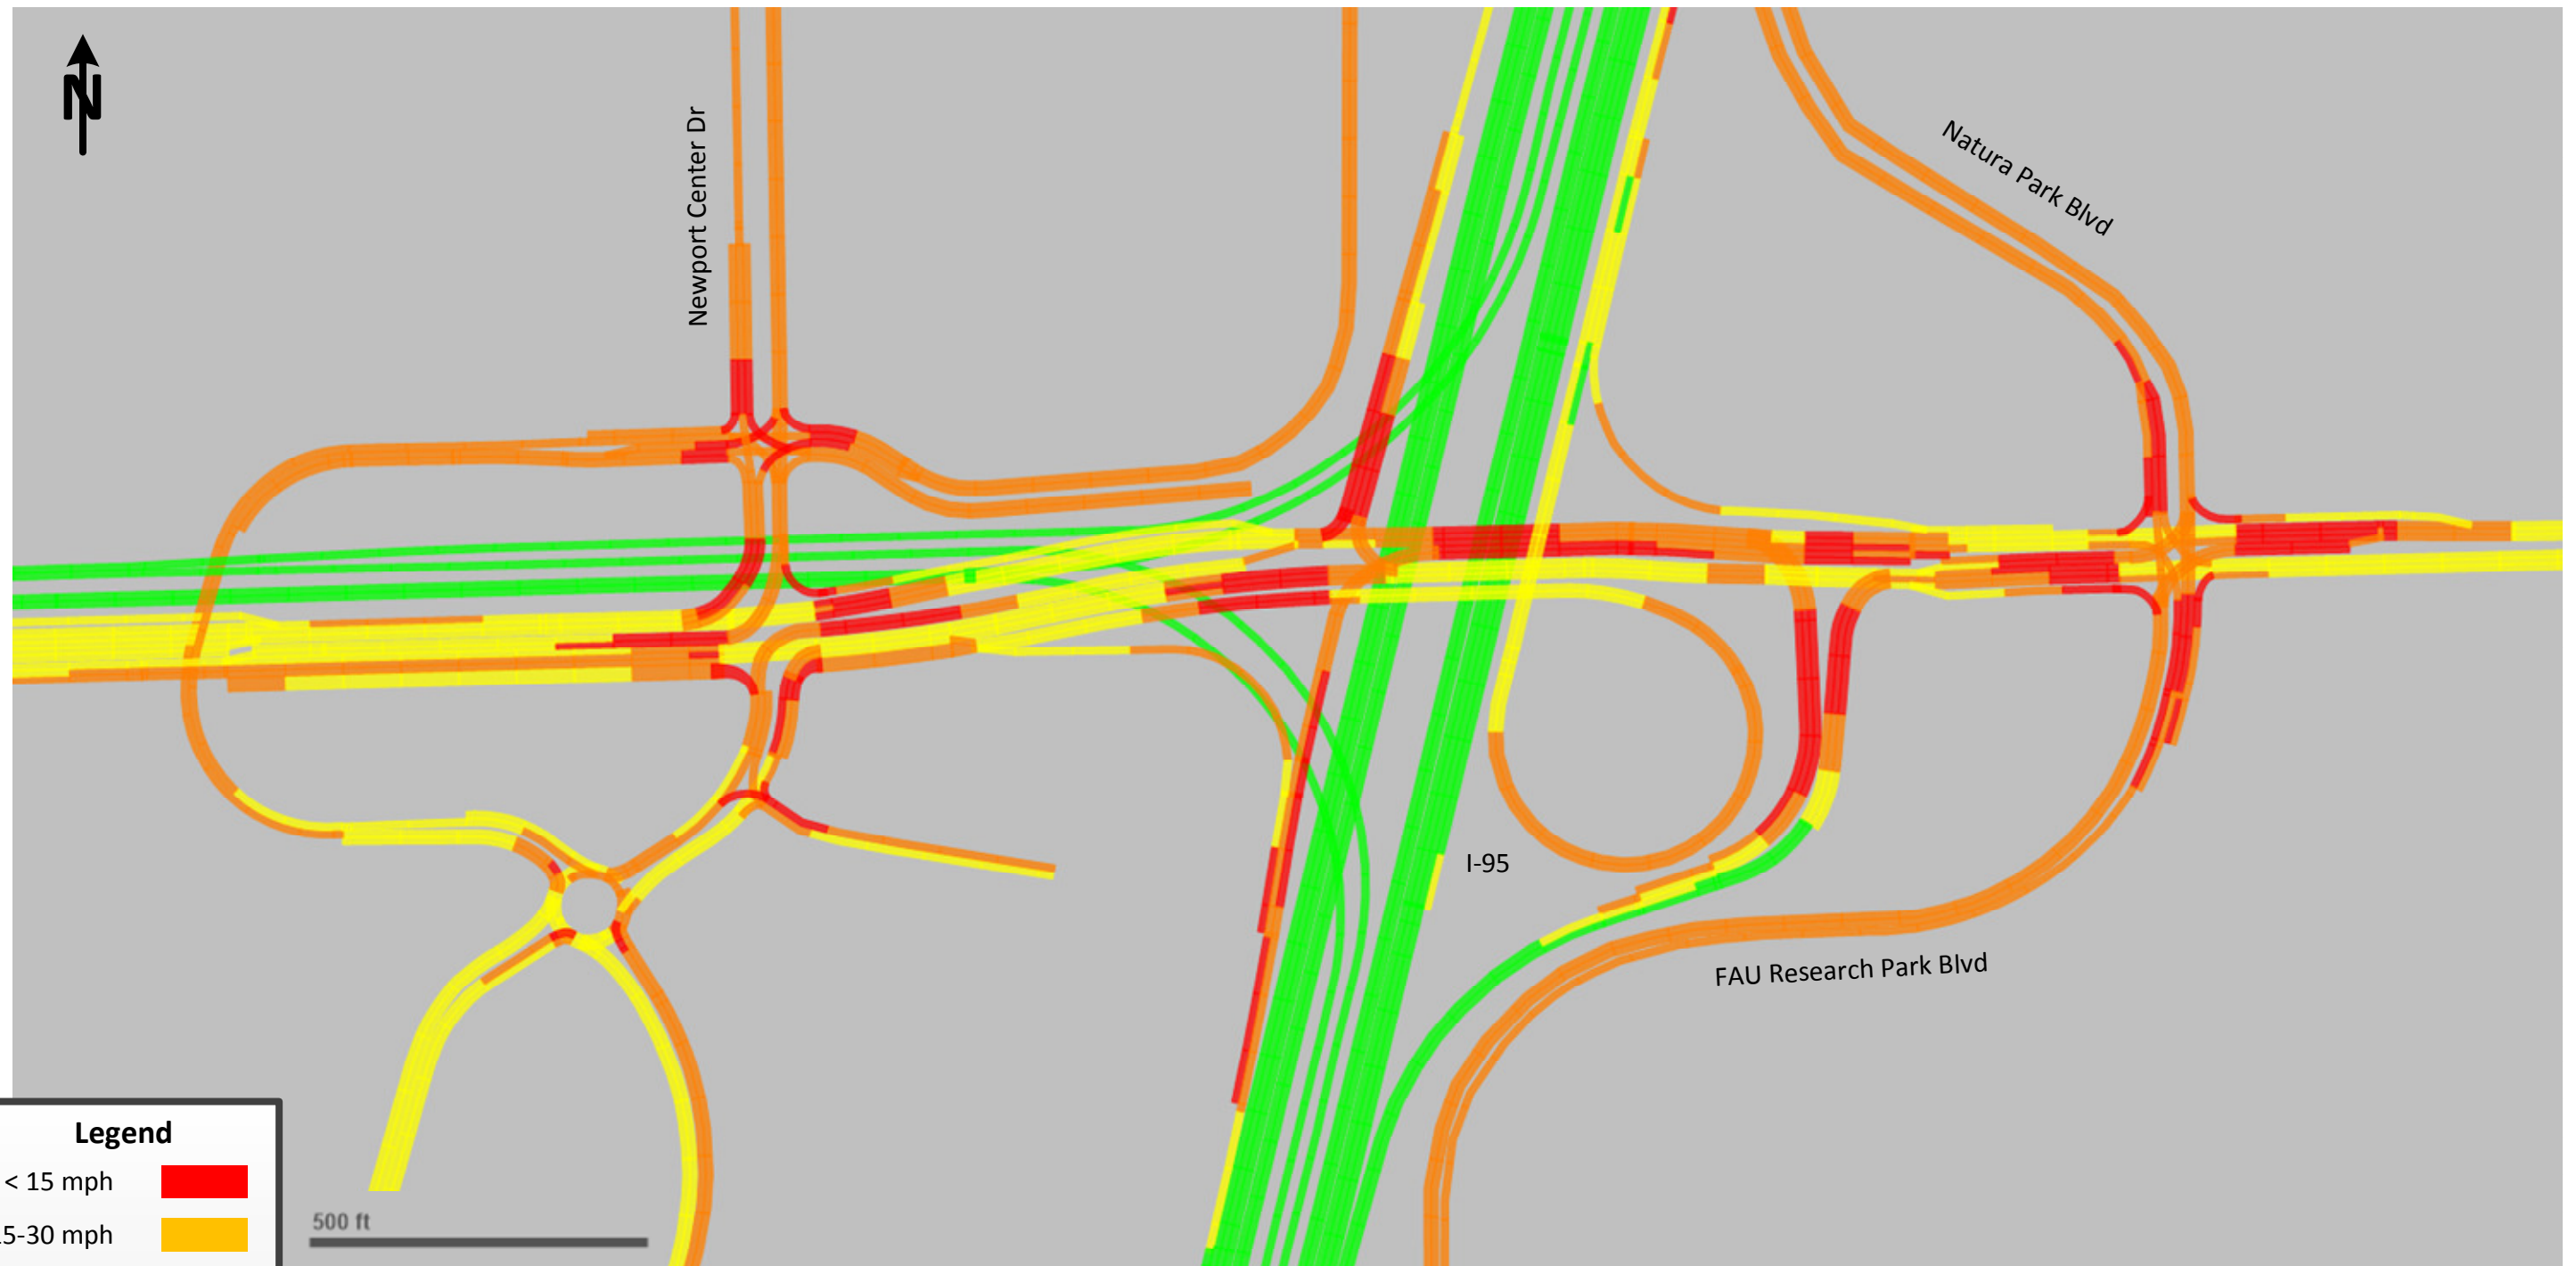 N
Newport Center Dr
Natura Park Blvd
I-95
FAU Research Park Blvd
Legend
< 15 mph
5-30 mph
500 ft